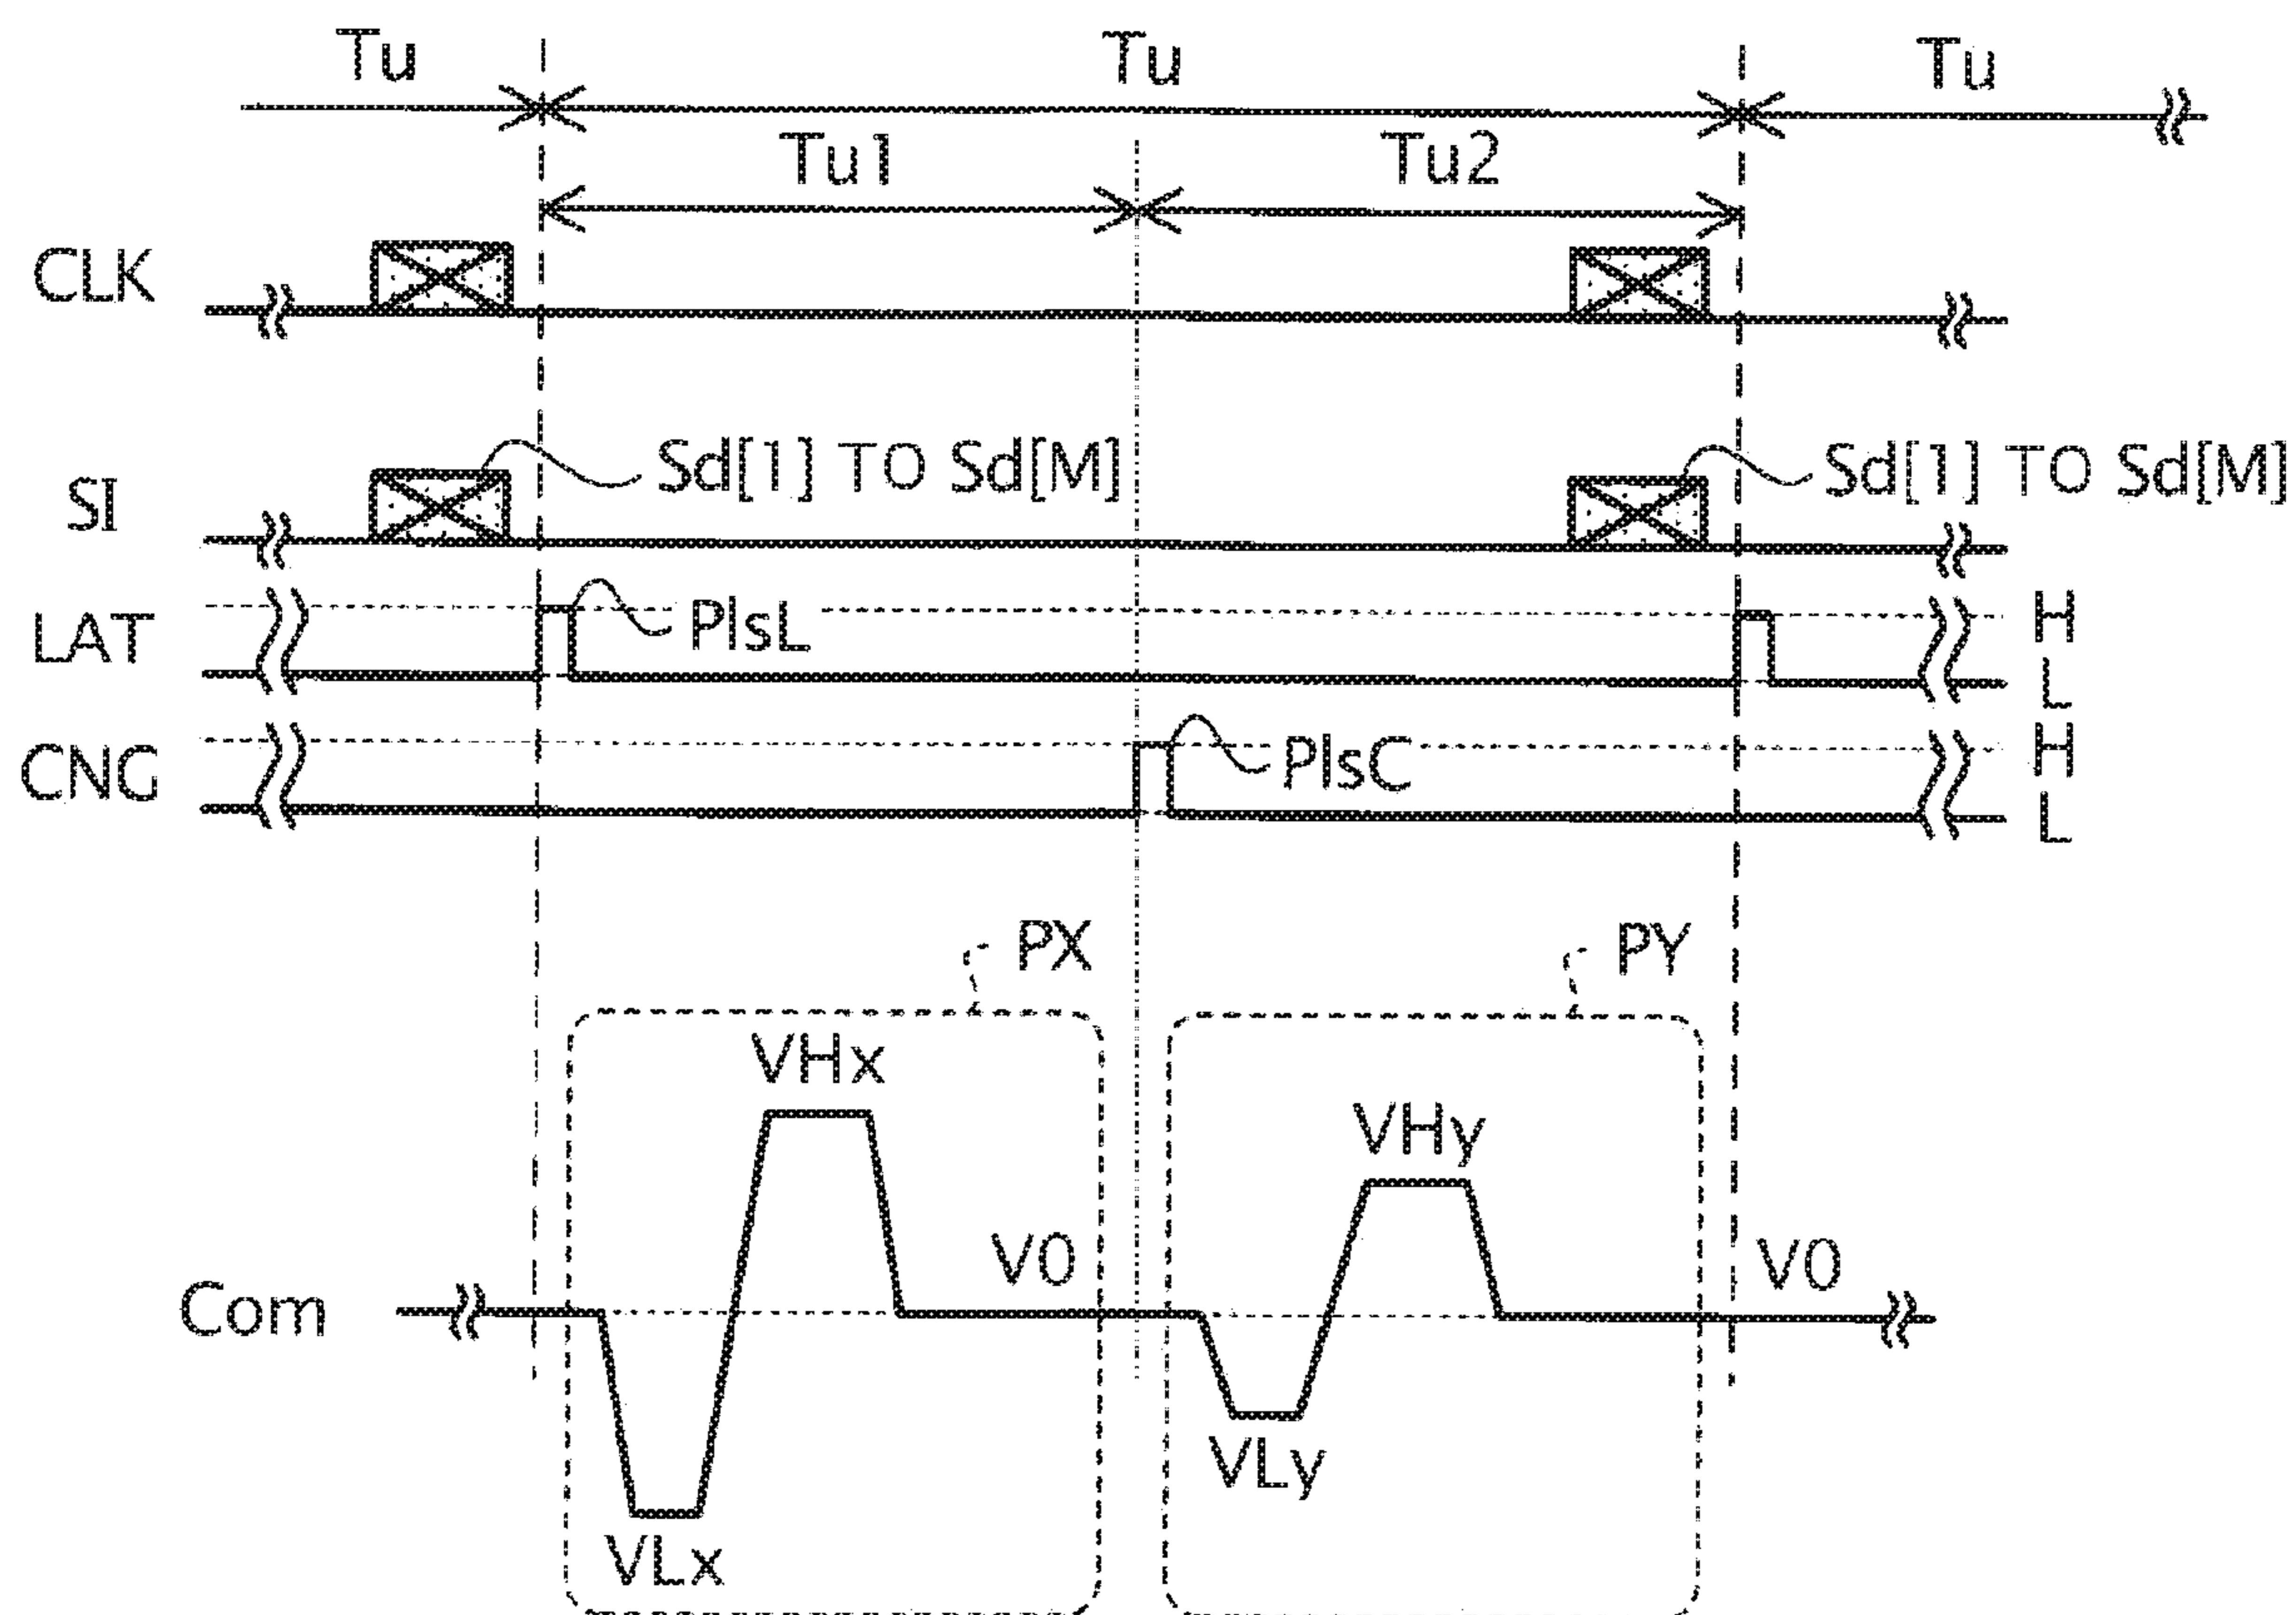 Tu Tu Tu
Tu1 Tu2
CLK
SI Sd[1] TO Sd[M] Sd[1] TO Sd[M]
LAT PlsL H
L
CNG PlsC H
L
PX PY
VHx
VHy
V0 V0
Com
VLy
VLx